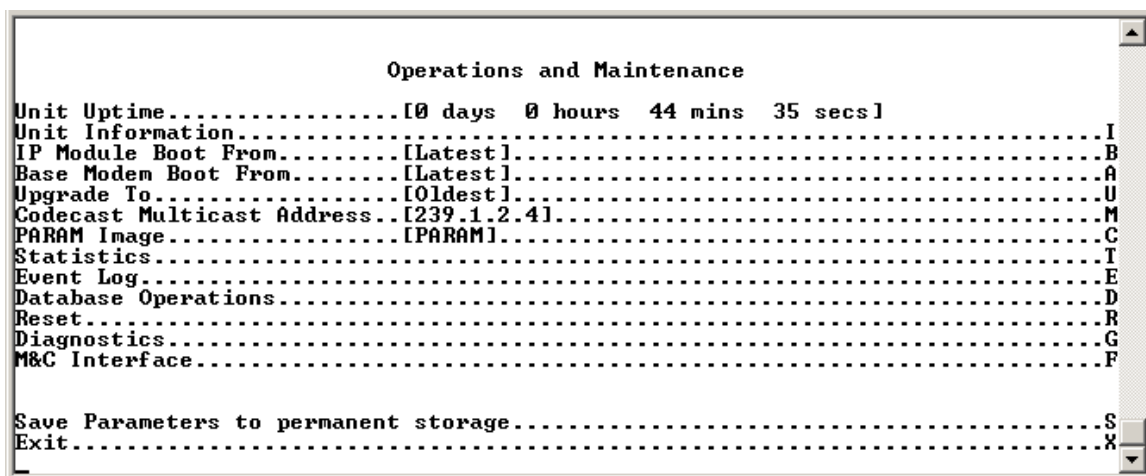 Operations and Maintenance
Unit Uptime.................[0 days  0 hours  44 mins  35 secs]
Unit Information...............................................................I
IP Module Boot From.........[Latest]...........................................B
Base Modem Boot From........[Latest]...........................................A
Upgrade To..................[Oldest]...........................................U
Codecast Multicast Address..[239.1.2.4]........................................M
PARAM Image.................[PARAM]............................................C
Statistics.....................................................................T
Event Log......................................................................E
Database Operations............................................................D
Reset..........................................................................R
Diagnostics....................................................................G
M&C Interface..................................................................F
Save Parameters to permanent storage...........................................S
Exit...........................................................................X